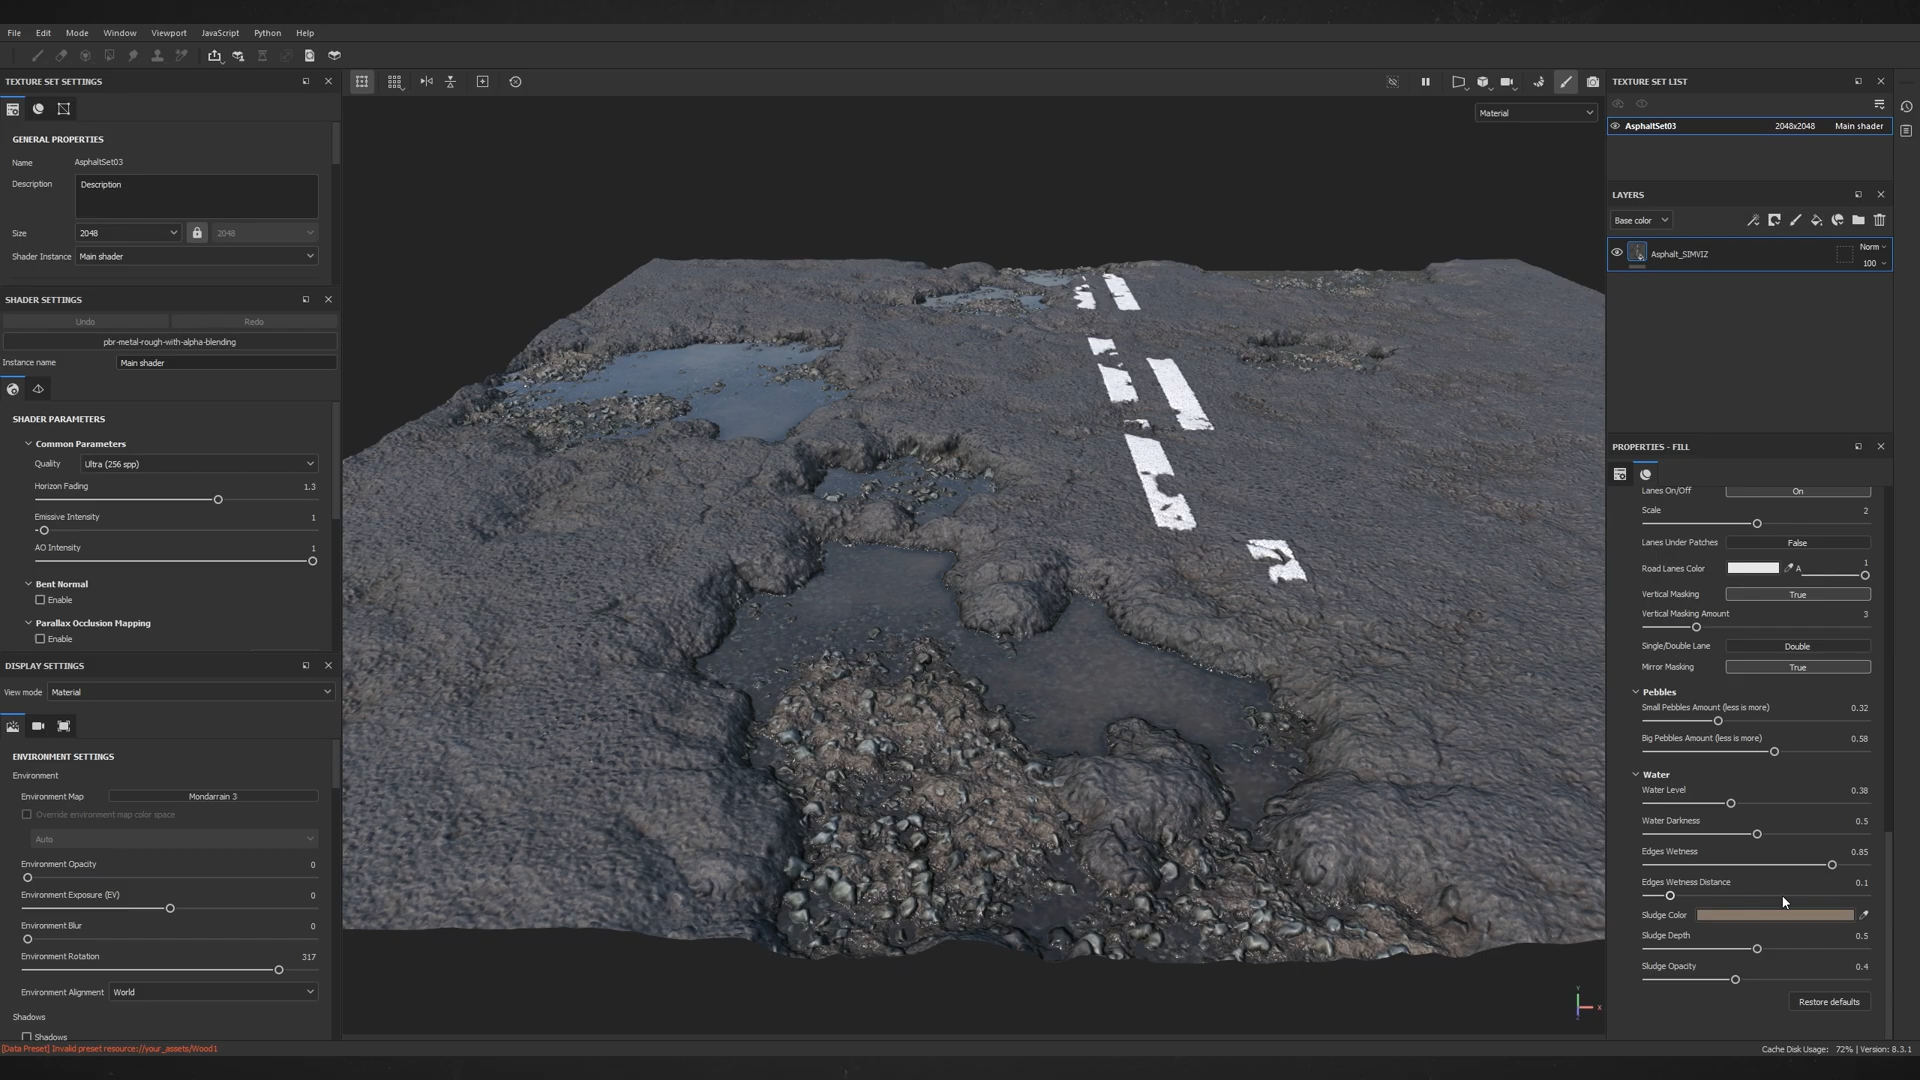 File Edit Mode Window Viewport JavaScript Python Help
TEXTURE SET SETTINGS
GENERAL PROPERTIES
Name AsphaltSet03
Description Description
Size 2048 2048
Shader Instance Main shader
SHADER SETTINGS
Undo Redo
pbr-metal-rough-with-alpha-blending
Instance name Main shader
SHADER PARAMETERS
Common Parameters
Quality Ultra (256 spp)
Horizon Fading 1.3
Emissive Intensity 1
AO Intensity 1
Bent Normal
Enable
Parallax Occlusion Mapping
Enable
DISPLAY SETTINGS
View mode Material
ENVIRONMENT SETTINGS
Environment
Environment Map Mondarrain 3
Override environment map color space
Auto
Environment Opacity 0
Environment Exposure (EV) 0
Environment Blur 0
Environment Rotation 317
Environment Alignment World
Shadows
Shadows
[Data Preset] Invalid preset resource://your_assets/Wood1
Material
Y
X
TEXTURE SET LIST
AsphaltSet03 2048x2048 Main shader
LAYERS
Base color
Asphalt_SIMVIZ Norm
100
PROPERTIES - FILL
Lanes On/Off On
Scale 2
Lanes Under Patches False
Road Lanes Color A 1
Vertical Masking True
Vertical Masking Amount 3
Single/Double Lane Double
Mirror Masking True
Pebbles
Small Pebbles Amount (less is more) 0.32
Big Pebbles Amount (less is more) 0.58
Water
Water Level 0.38
Water Darkness 0.5
Edges Wetness 0.85
Edges Wetness Distance 0.1
Sludge Color
Sludge Depth 0.5
Sludge Opacity 0.4
Restore defaults
Cache Disk Usage: 72% | Version: 8.3.1